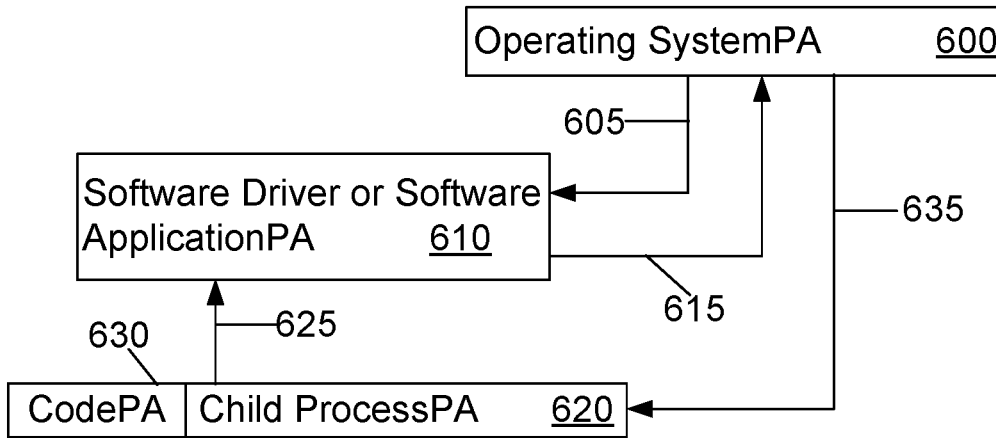 Operating SystemPA 600
605
Software Driver or Software
ApplicationPA 610
635
615
625
630
CodePA Child ProcessPA 620